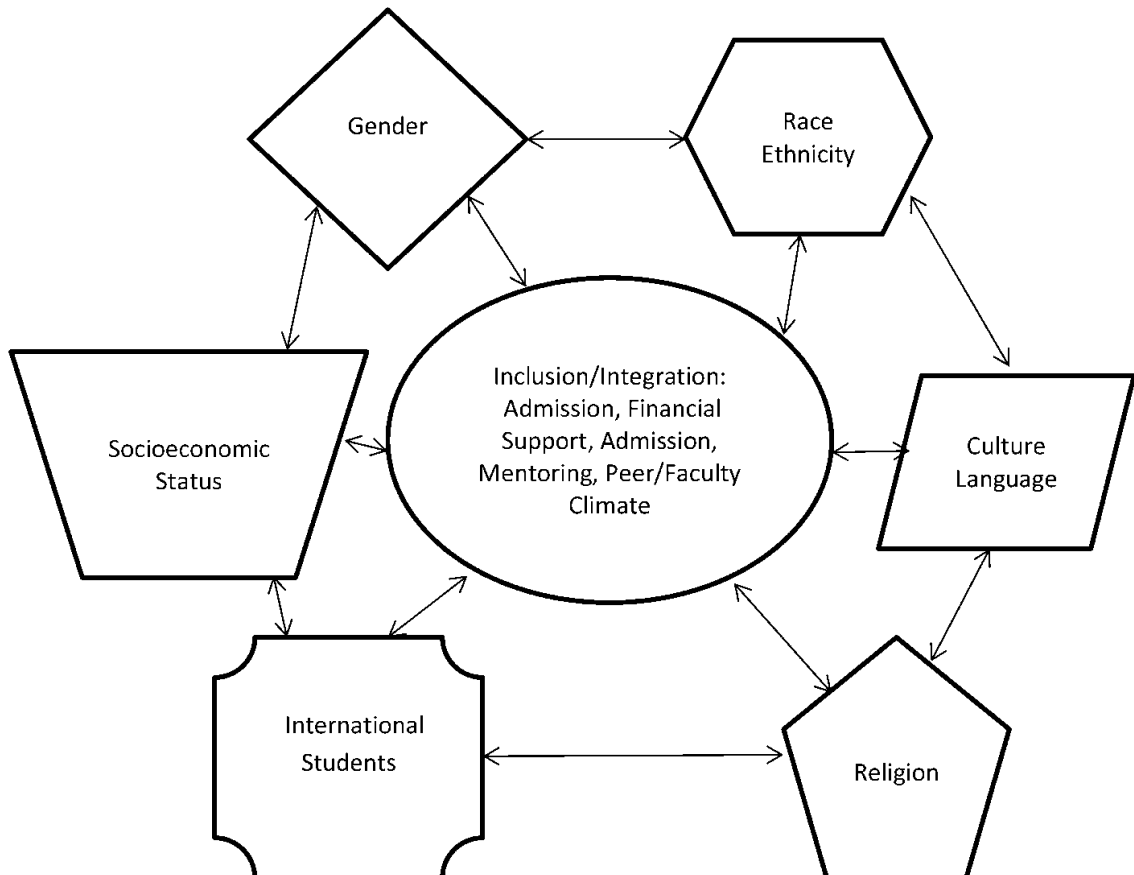 Gender
Race
Ethnicity
Inclusion/Integration:
Admission, Financial
Support, Admission,
Mentoring, Peer/Faculty
Climate
Socioeconomic
Status
Culture
Language
International
Students
Religion